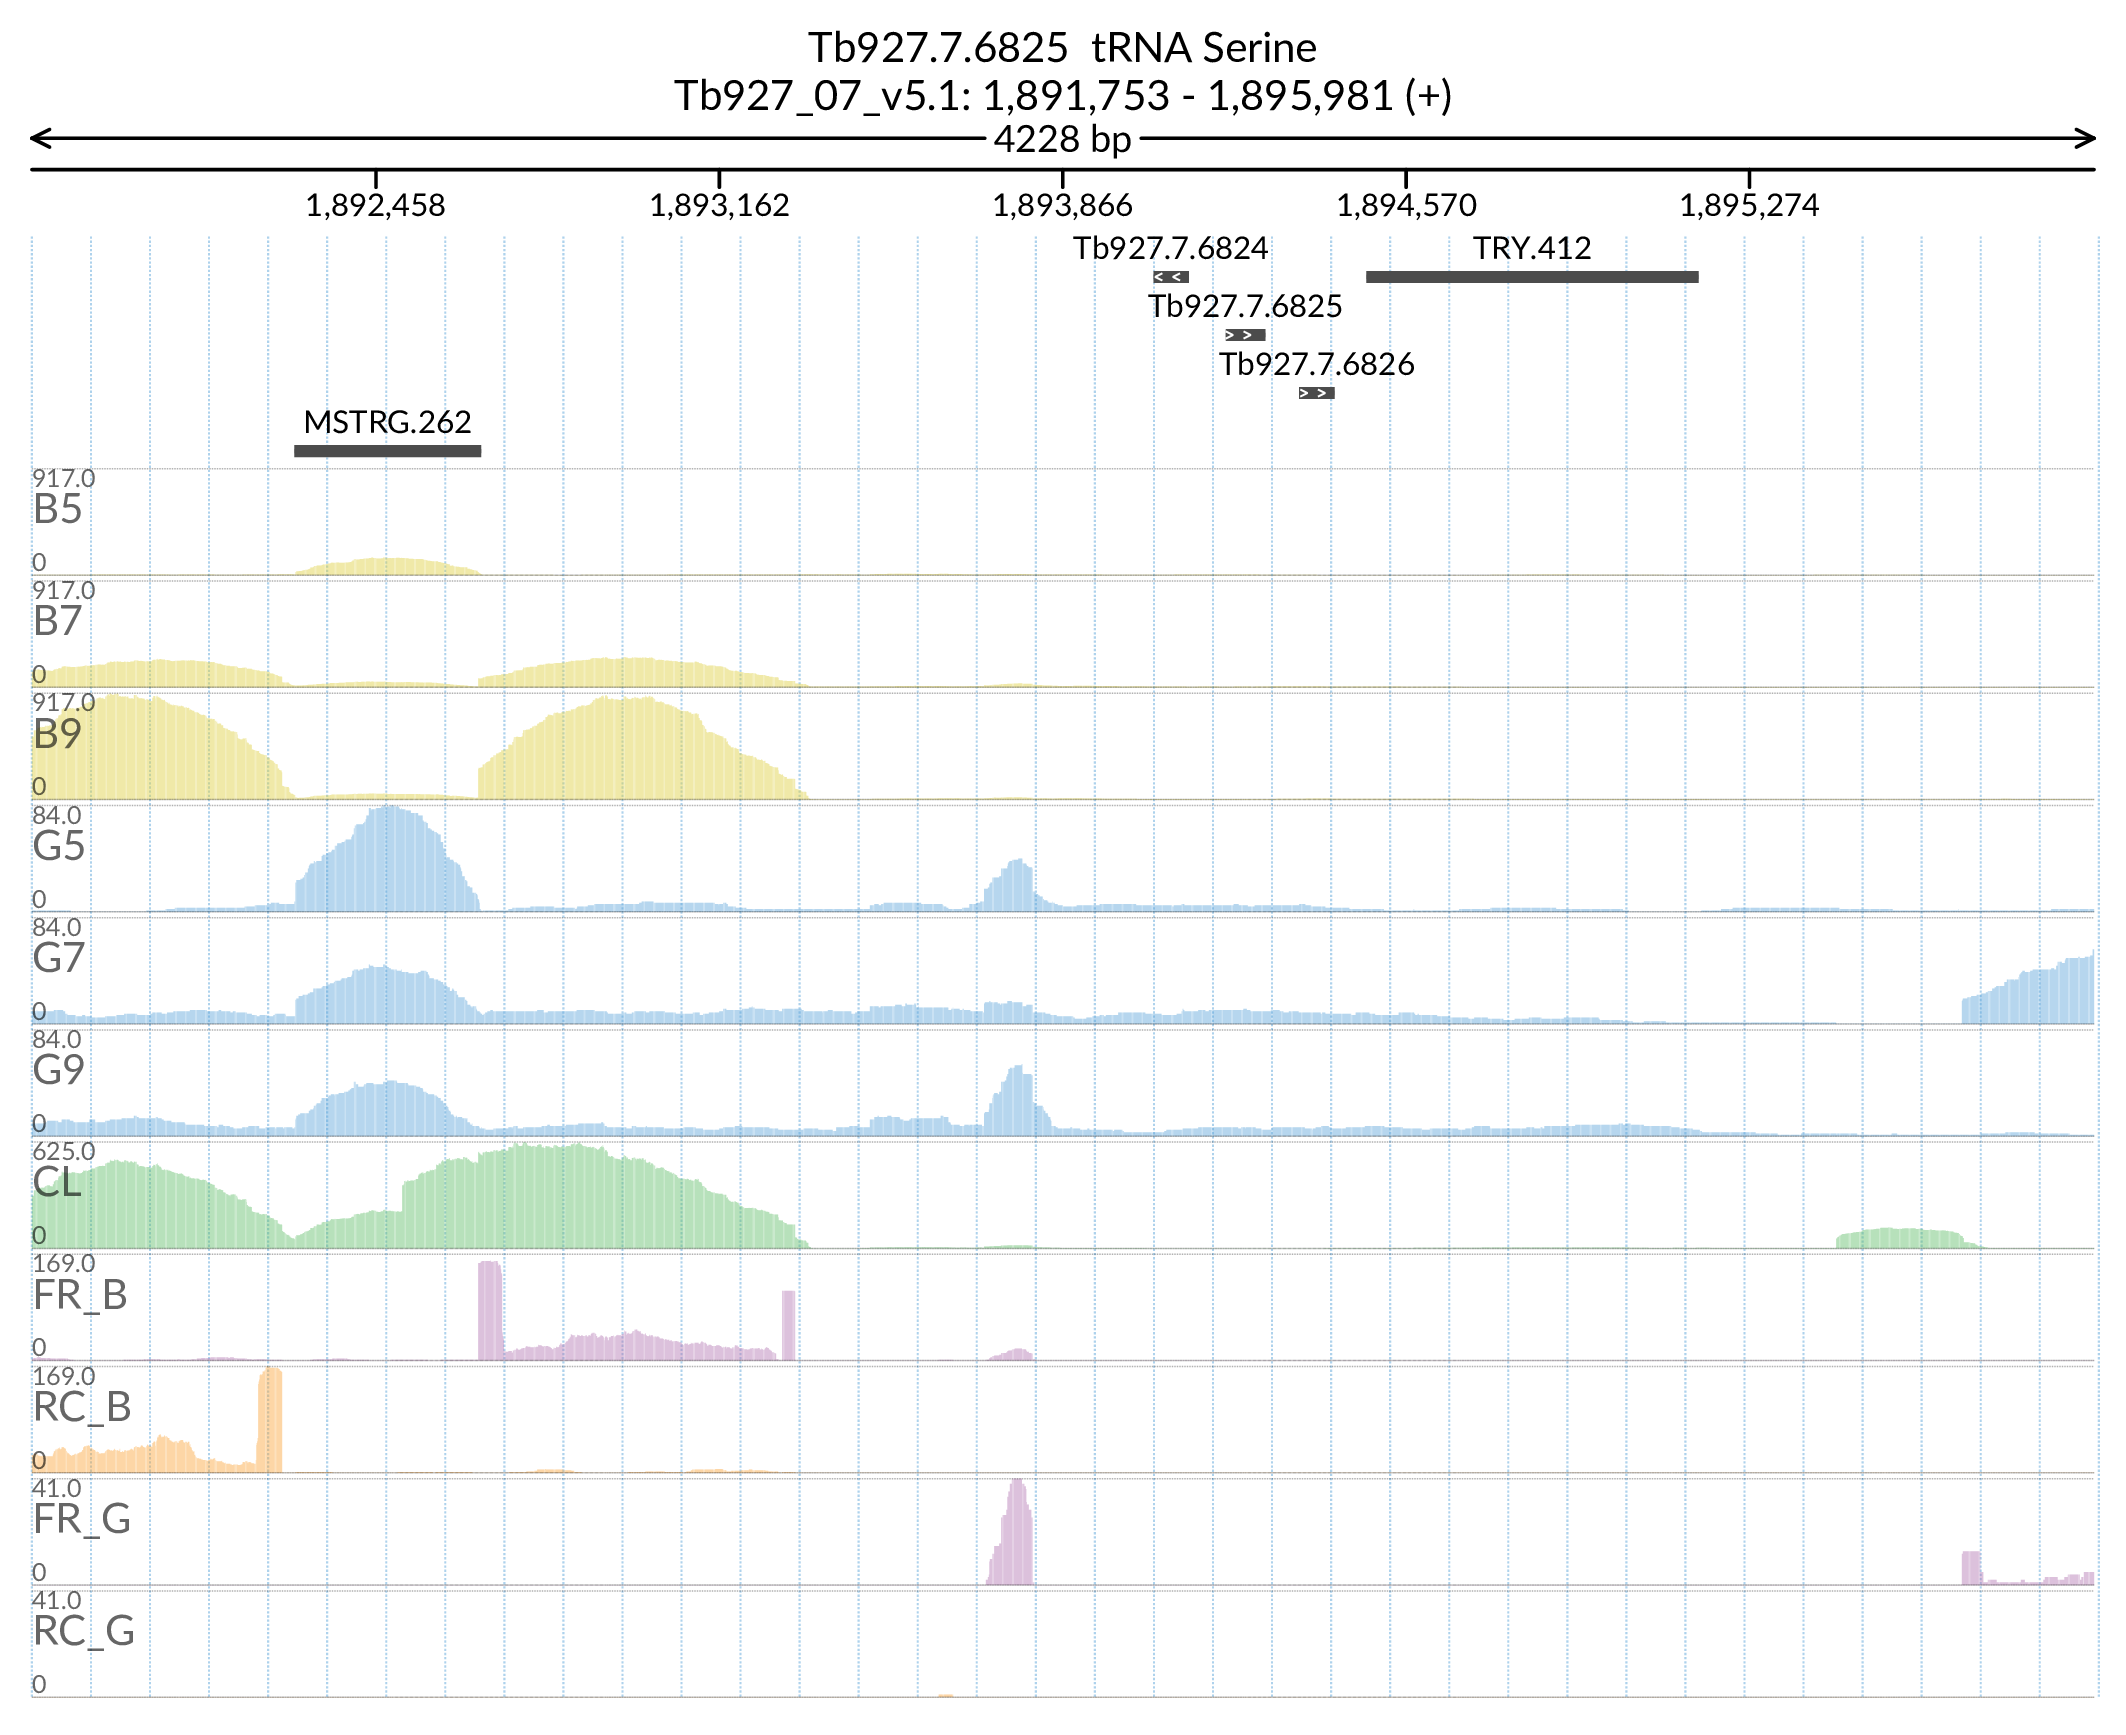 Tb927.7.6825 tRNA Serine
Tb927_07_v5.1: 1,891,753 - 1,895,981 (+)
4228 bp
1,892,458 1,893,162 1,893,866 1,894,570 1,895,274
Tb927.7.6824 TRY.412
Tb927.7.6825
Tb927.7.6826
MSTRG.262
917.0
B5
0
917.0
B7
0
917.0
B9
0
84.0
G5
0
84.0
G7
0
84.0
G9
0
625.0
CL
0
169.0
FR_B
0
169.0
RC_B
0
41.0
FR_G
0
41.0
RC_G
0